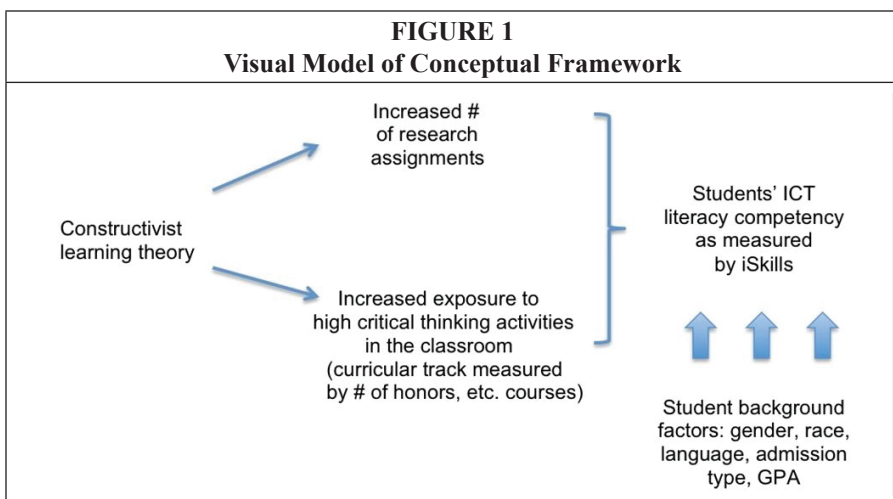 FIGURE 1
Visual Model of Conceptual Framework
Increased #
of research
assignments
Constructivist
learning theory
Increased exposure to
high critical thinking activities
in the classroom
(curricular track measured
by # of honors, etc. courses)
Students’ ICT
literacy competency
as measured
by iSkills
Student background
factors: gender, race,
language, admission
type, GPA